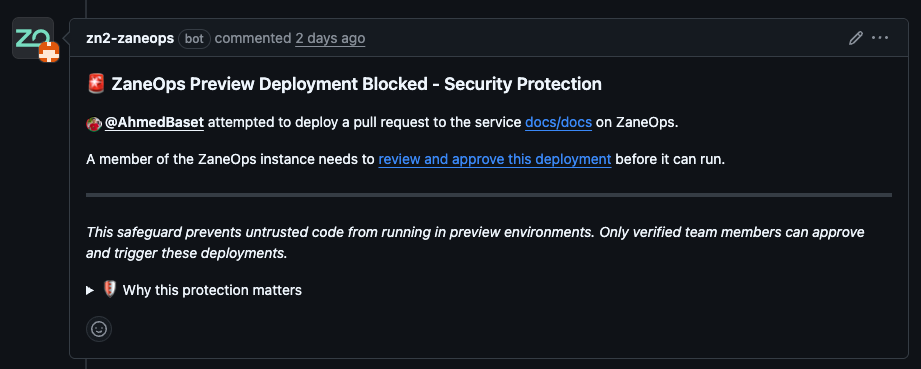 ZO
zn2-zaneops bot commented 2 days ago
🚨 ZaneOps Preview Deployment Blocked - Security Protection
@AhmedBaset attempted to deploy a pull request to the service docs/docs on ZaneOps.
A member of the ZaneOps instance needs to review and approve this deployment before it can run.
This safeguard prevents untrusted code from running in preview environments. Only verified team members can approve
and trigger these deployments.
Why this protection matters